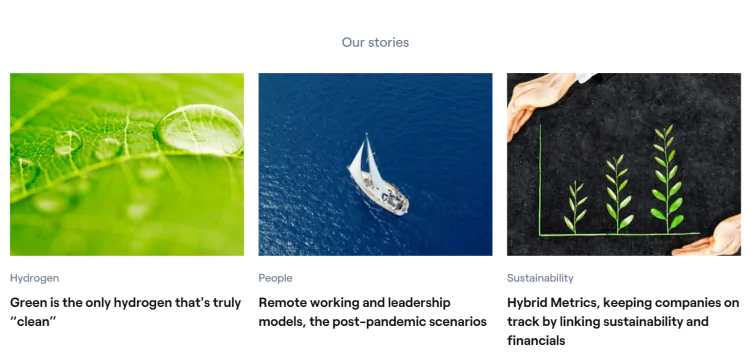 Our stories
Hydrogen
Green is the only hydrogen that's truly
“clean”
People
Remote working and leadership
models, the post-pandemic scenarios
Sustainability
Hybrid Metrics, keeping companies on
track by linking sustainability and
financials